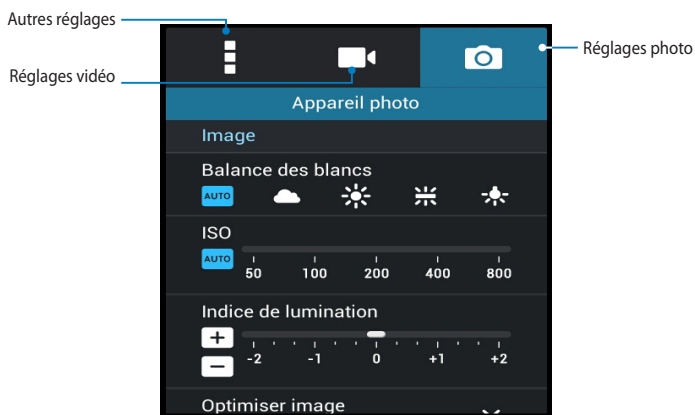 Autres réglages
Réglages vidéo
Réglages photo
Appareil photo
Image
Balance des blancs
AUTO
ISO
AUTO
50 100 200 400 800
Indice de lumination
+
-2 -1 0 +1 +2
−
Optimiser image